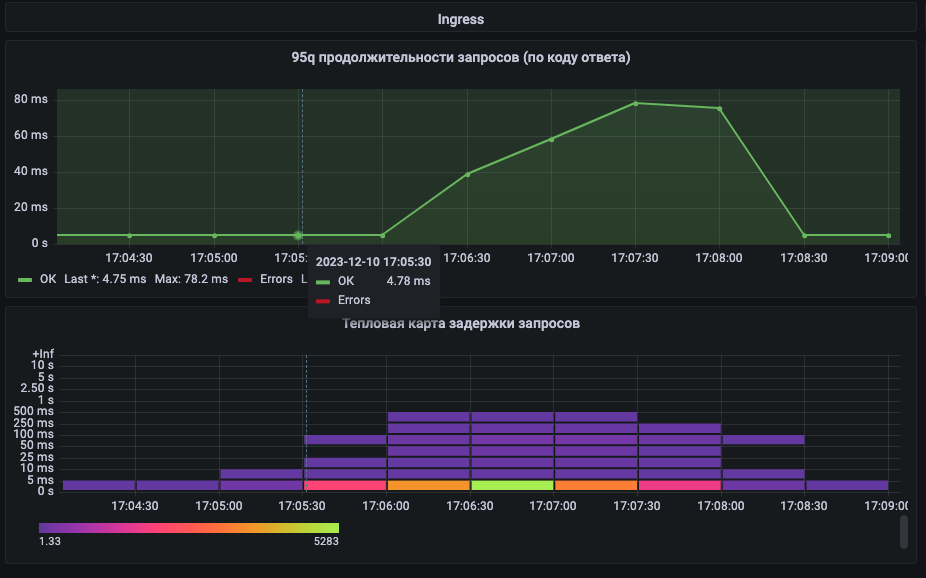 Ingress
95q продолжительности запросов (по коду ответа)
80 ms
60 ms
40 ms
20 ms
0 s
17:04:30 17:05:00 17:05: 17:06:30 17:07:00 17:07:30 17:08:00 17:08:30 17:09:00
OK Last *: 4.75 ms Max: 78.2 ms Errors L
2023-12-10 17:05:30
OK 4.78 ms
Errors
Тепловая карта задержки запросов
+Inf
10 s
5 s
2.50 s
1 s
500 ms
250 ms
100 ms
50 ms
25 ms
10 ms
5 ms
0 s
17:04:30 17:05:00 17:05:30 17:06:00 17:06:30 17:07:00 17:07:30 17:08:00 17:08:30 17:09:00
1.33 5283